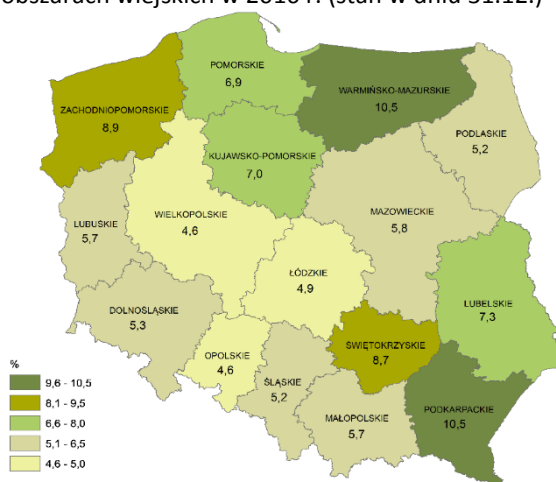 obszarach wiejskich w 2016 r. (stan w dniu 31.12.)
POMORSKIE
6,9
WARMIŃSKO-MAZURSKIE
10,5
ZACHODNIOPOMORSKIE
8,9
PODLASKIE
5,2
KUJAWSKO-POMORSKIE
7,0
WIELKOPOLSKIE
4,6
MAZOWIECKIE
5,8
LUBUSKIE
5,7
ŁÓDZKIE
4,9
LUBELSKIE
7,3
DOLNOŚLĄSKIE
5,3
ŚWIĘTOKRZYSKIE
8,7
OPOLSKIE
4,6
ŚLĄSKIE
5,2
MAŁOPOLSKIE
5,7
PODKARPACKIE
10,5
%
9,6 - 10,5
8,1 - 9,5
6,6 - 8,0
5,1 - 6,5
4,6 - 5,0